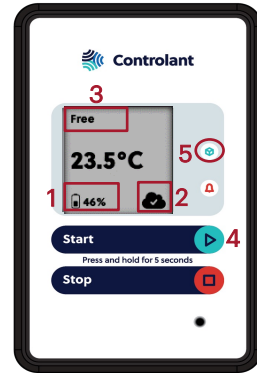 Controlant
3
Free
5
23.5°C
1
46%
2
Start
4
Press and hold for 5 seconds
Stop